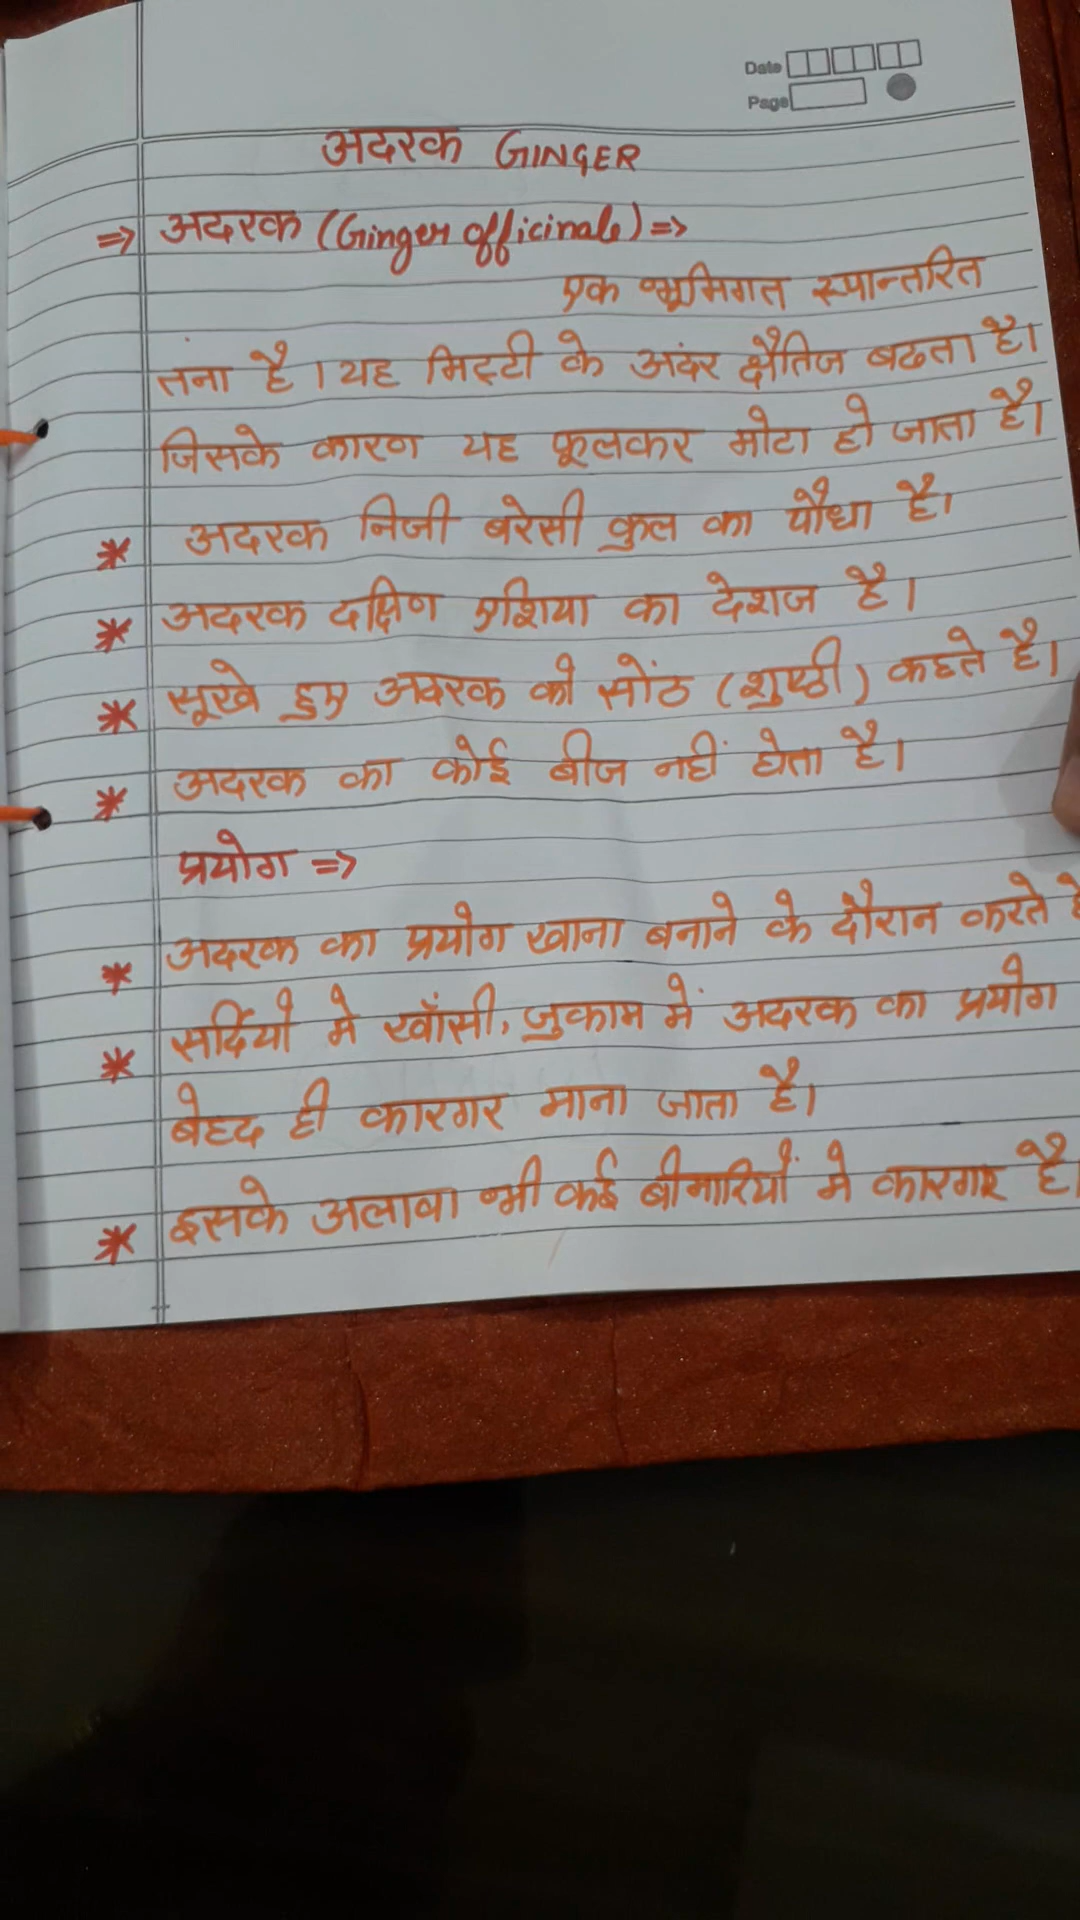 Date
Page
अदरक GINGER
⇒ अदरक (Ginger officinale) ⇒
एक भूमिगत रूपान्तरित
तंना है । यह मिट्टी के अंदर क्षैतिज बढता है।
जिसके कारण यह फूलकर मोटा हो जाता है।
* अदरक निजी बरेसी कुल का पौधा है।
* अदरक दक्षिण एशिया का देशज है।
* सूखे हुए अदरक को सोंठ (शुष्ठी) कहते है।
* अदरक का कोई बीज नहीं होता है।
प्रयोग ⇒
* अदरक का प्रयोग खाना बनाने के दौरान करते है
* सर्दियो मे खाँसी, जुकाम में अदरक का प्रयोग
बेहद ही कारगर माना जाता है।
* इसके अलावा भी कई बीमारियों मे कारगर है।